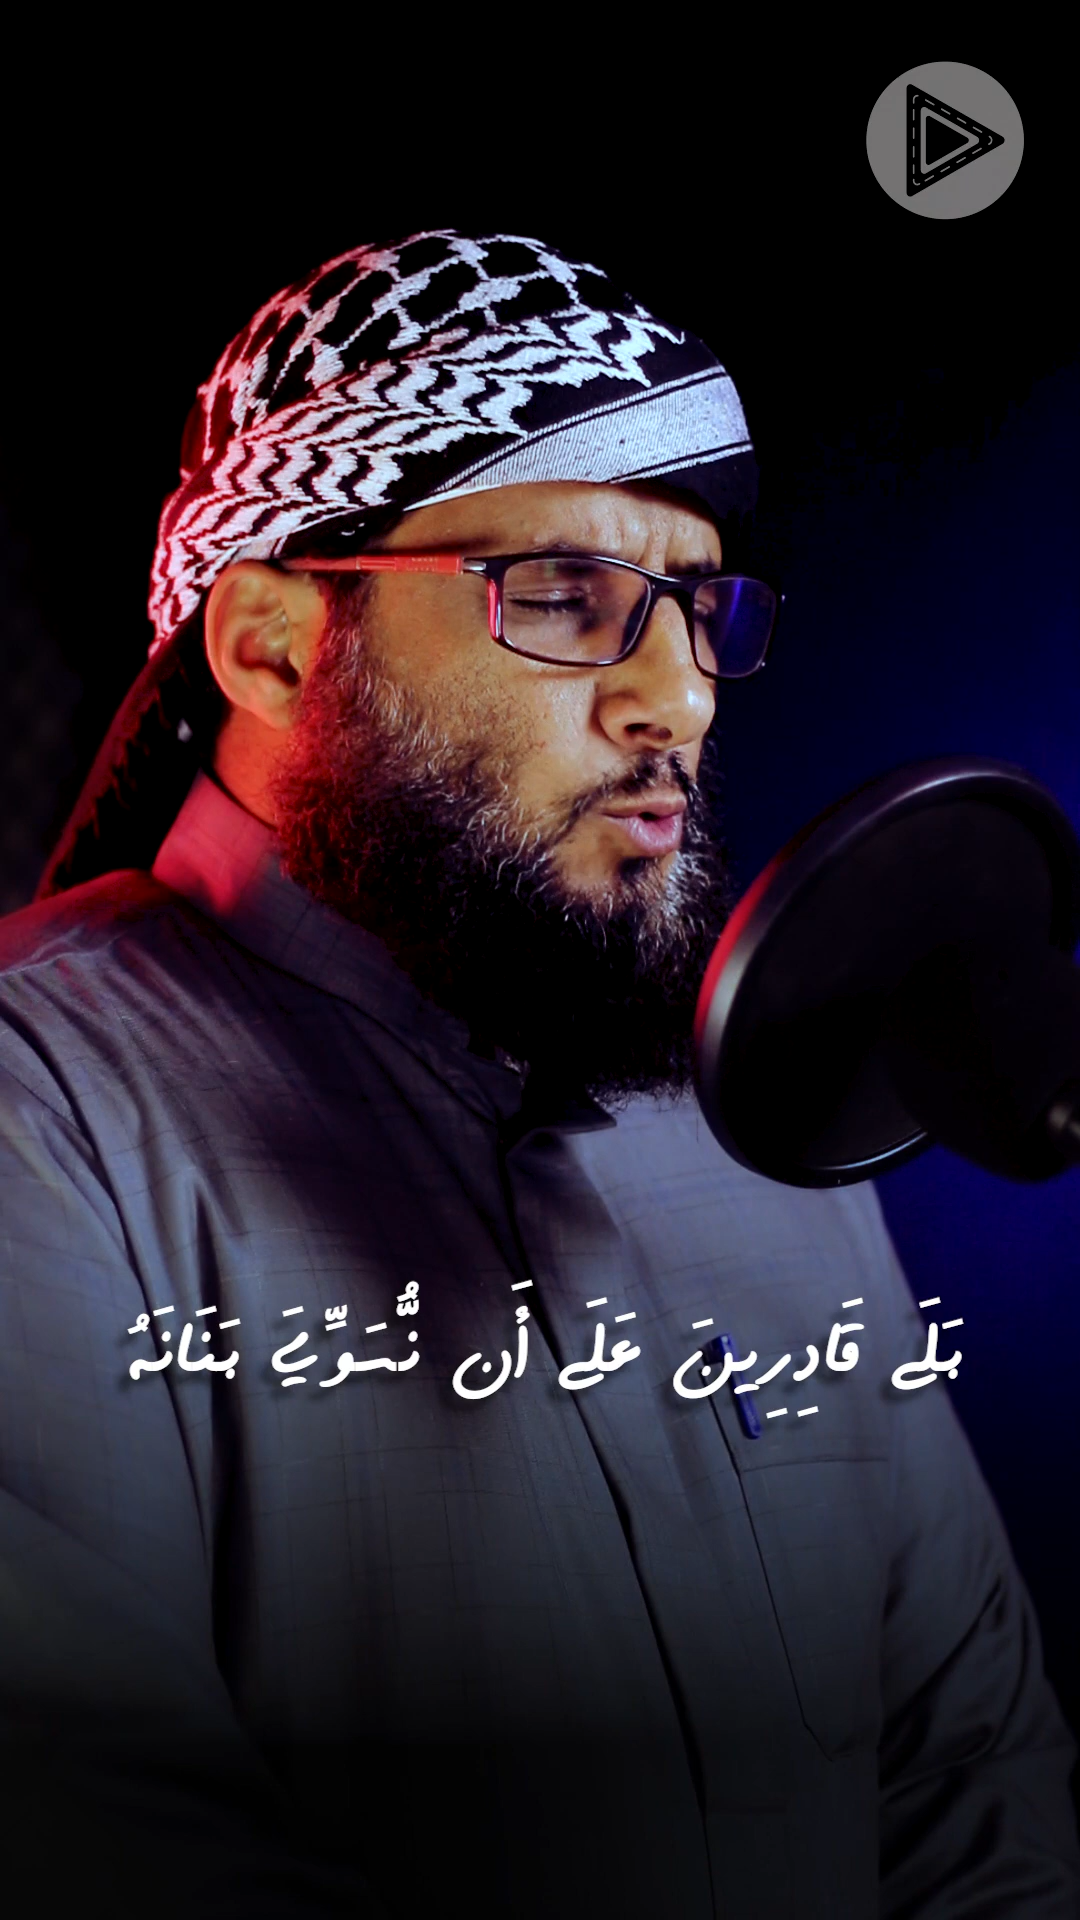 بَلَىٰ قَادِرِينَ عَلَىٰ أَن نُّسَوِّيَ بَنَانَهُ